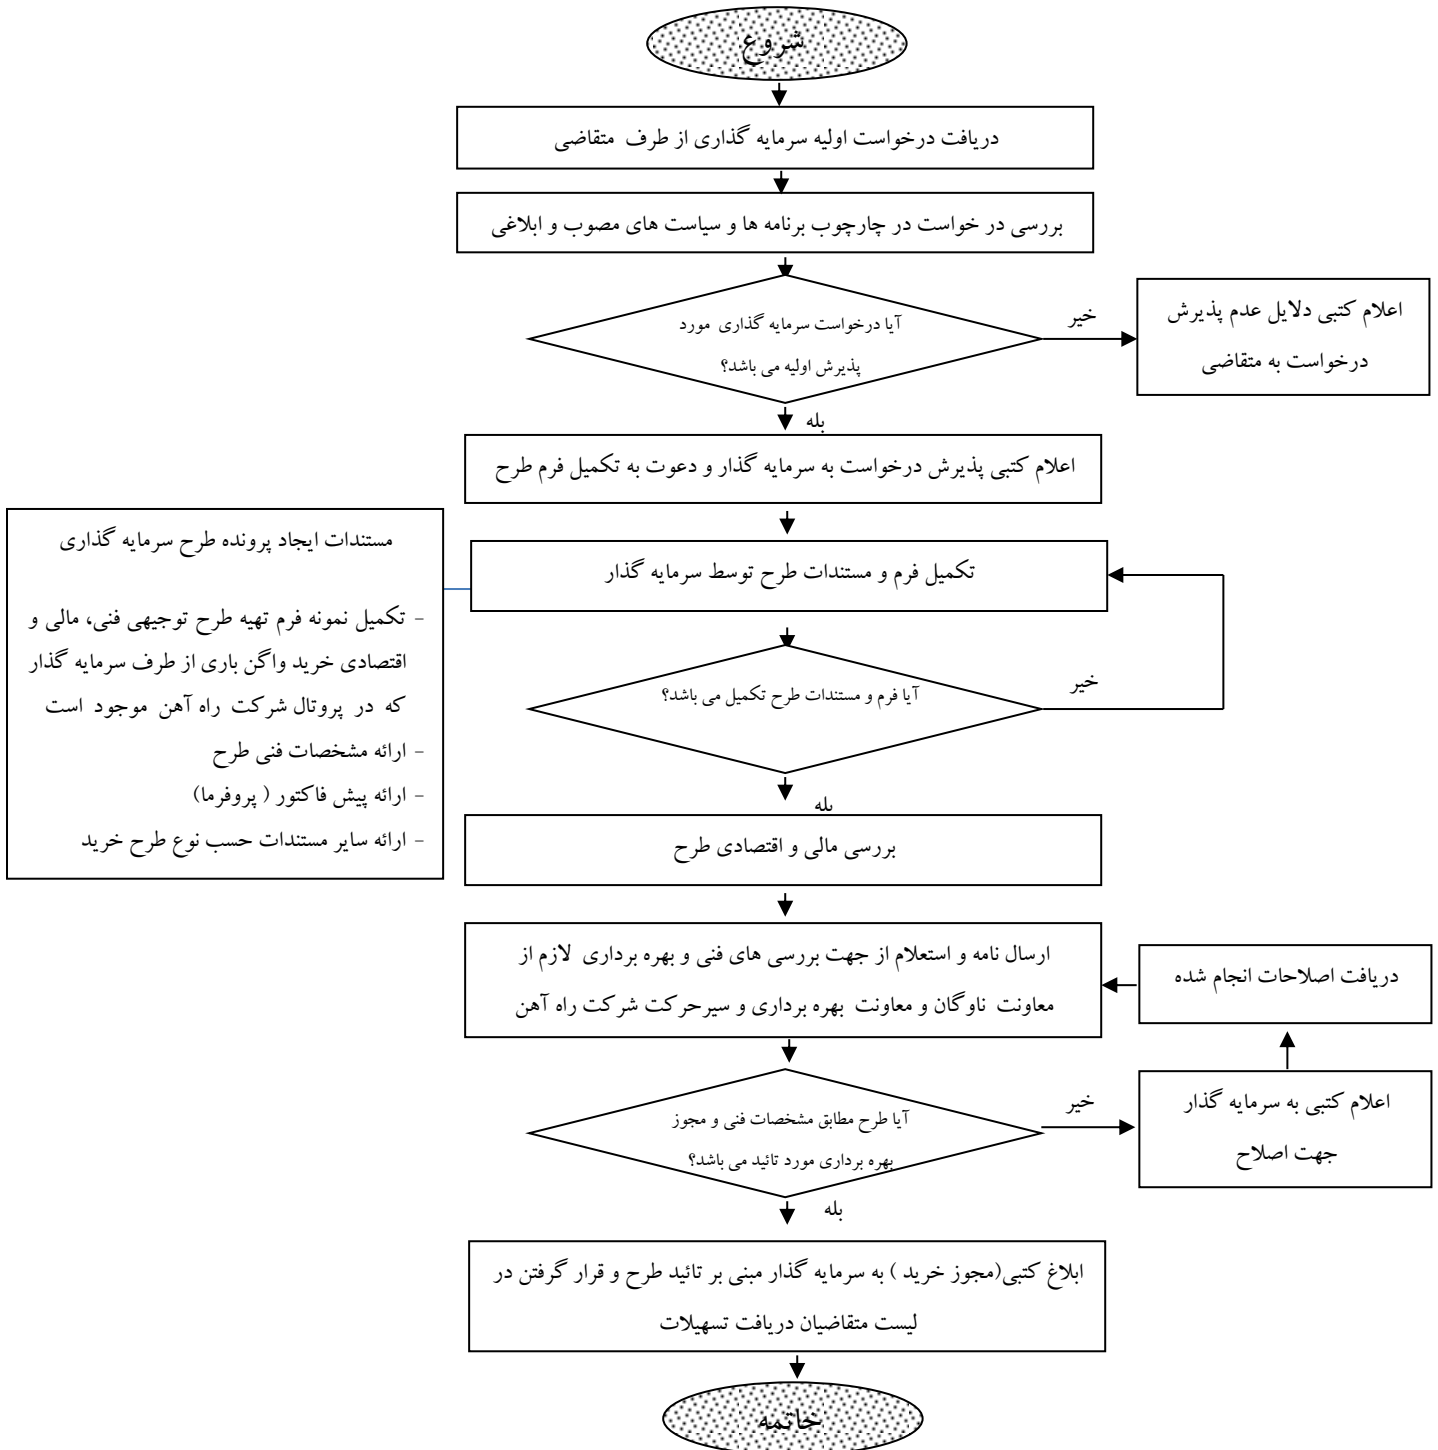 شروع
دریافت درخواست اولیه سرمایه گذاری از طرف متقاضی
بررسی در خواست در چارچوب برنامه ها و سیاست های مصوب و ابلاغی
آیا درخواست سرمایه گذاری مورد
پذیرش اولیه می باشد؟
خیر
اعلام کتبی دلایل عدم پذیرش
درخواست به متقاضی
بله
اعلام کتبی پذیرش درخواست به سرمایه گذار و دعوت به تکمیل فرم طرح
تکمیل فرم و مستندات طرح توسط سرمایه گذار
مستندات ایجاد پرونده طرح سرمایه گذاری
- تکمیل نمونه فرم تهیه طرح توجیهی فنی، مالی و
اقتصادی خرید واگن باری از طرف سرمایه گذار
که در پروتال شرکت راه آهن موجود است
- ارائه مشخصات فنی طرح
- ارائه پیش فاکتور ( پروفرما)
- ارائه سایر مستندات حسب نوع طرح خرید
آیا فرم و مستندات طرح تکمیل می باشد؟
خیر
بله
بررسی مالی و اقتصادی طرح
ارسال نامه و استعلام از جهت بررسی های فنی و بهره برداری لازم از
معاونت ناوگان و معاونت بهره برداری و سیرحرکت شرکت راه آهن
دریافت اصلاحات انجام شده
آیا طرح مطابق مشخصات فنی و مجوز
بهره برداری مورد تائید می باشد؟
خیر
اعلام کتبی به سرمایه گذار
جهت اصلاح
بله
ابلاغ کتبی(مجوز خرید ) به سرمایه گذار مبنی بر تائید طرح و قرار گرفتن در
لیست متقاضیان دریافت تسهیلات
خاتمه